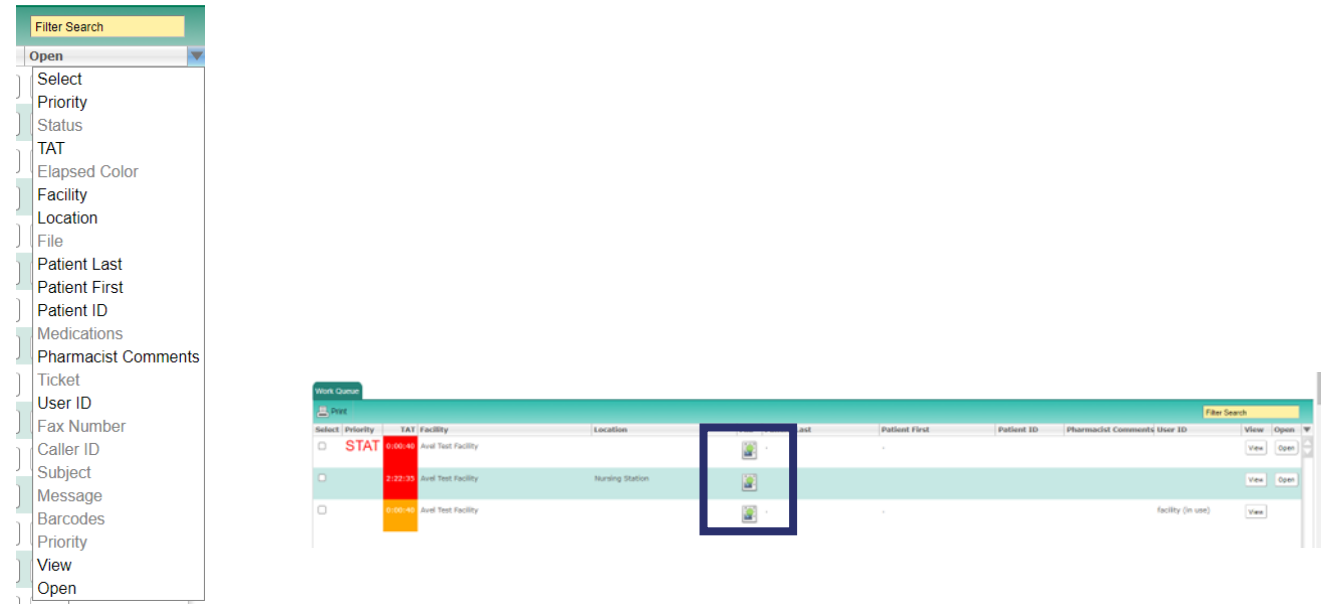 Filter Search
Open
Select
Priority
Status
TAT
Elapsed Color
Facility
Location
File
Patient Last
Patient First
Patient ID
Medications
Pharmacist Comments
Ticket
User ID
Fax Number
Caller ID
Subject
Message
Barcodes
Priority
View
Open
Work Queue
Print Filter Search
Select Priority TAT Facility Location Last Patient First Patient ID Pharmacist Comments User ID View Open
STAT 0:00:40 Avel Test Facility - - View Open
2:22:35 Avel Test Facility Nursing Station View Open
0:00:40 Avel Test Facility - - facility (in use) View